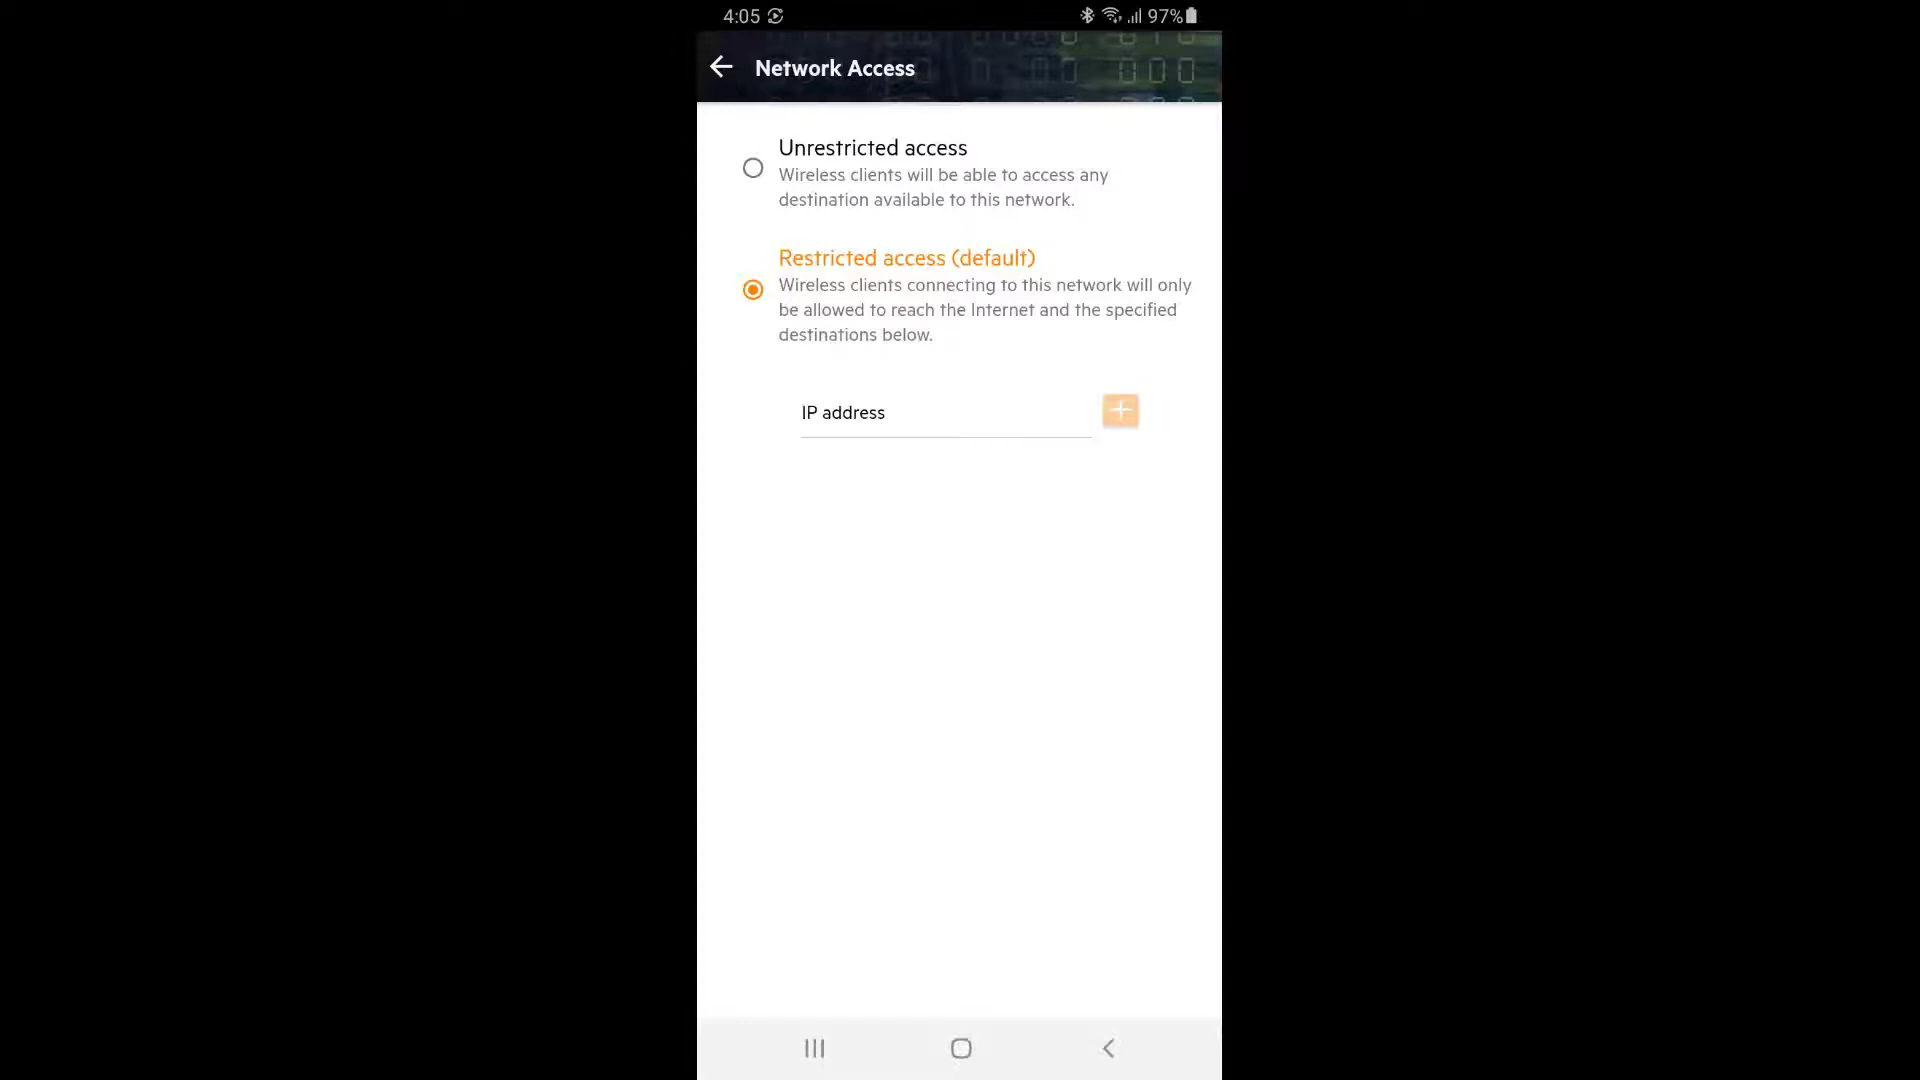 4:05 97%
Network Access
Unrestricted access
Wireless clients will be able to access any
destination available to this network.
Restricted access (default)
Wireless clients connecting to this network will only
be allowed to reach the Internet and the specified
destinations below.
IP address